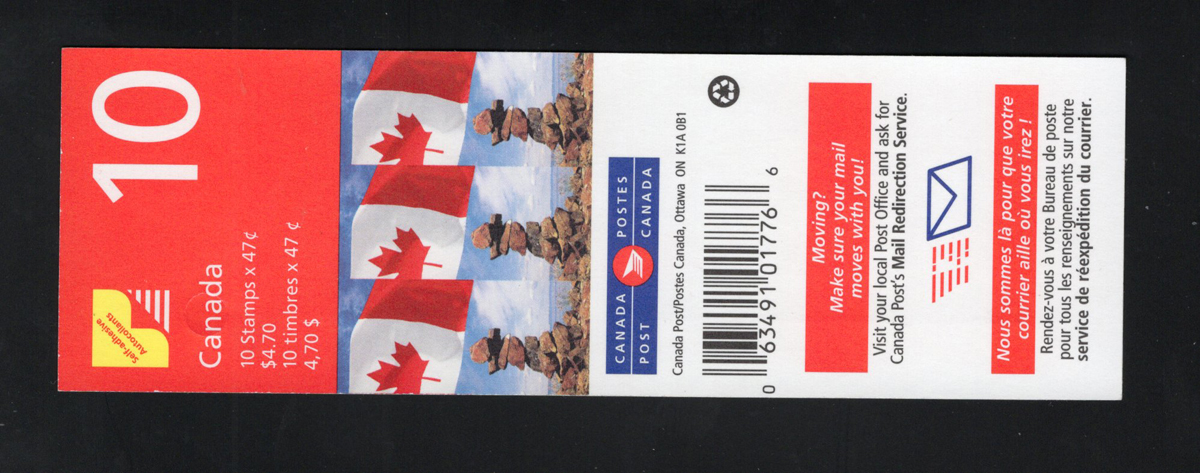 10
Self-adhesive
Autocollants
Canada
10 Stamps x 47¢
$4.70
10 timbres x 47 ¢
4,70 $
CANADA POSTES
POST CANADA
Canada Post/Postes Canada, Ottawa ON K1A 0B1
0 63491 01776 6
Moving?
Make sure your mail
moves with you!
Visit your local Post Office and ask for
Canada Post's Mail Redirection Service.
Nous sommes là pour que votre
courrier aille où vous irez !
Rendez-vous à votre Bureau de poste
pour tous les renseignements sur notre
service de réexpédition du courrier.